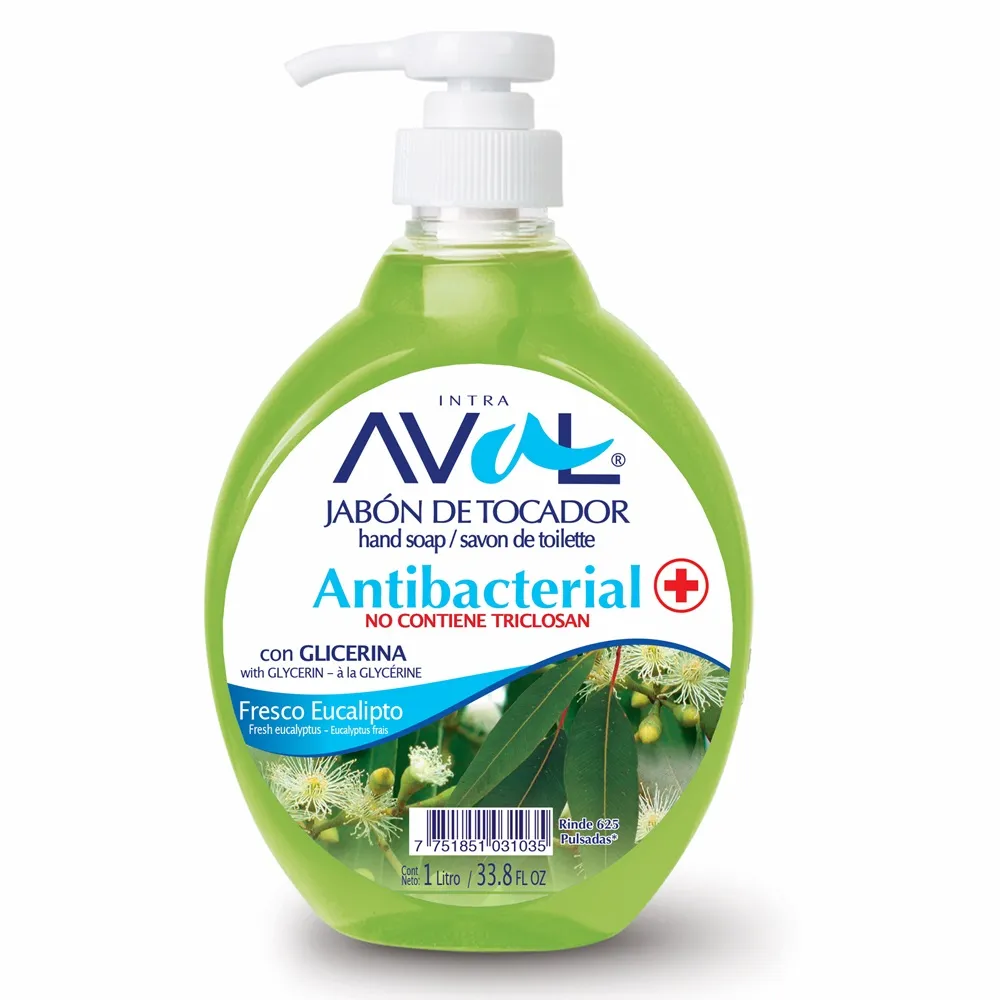 INTRA
AVAL®
JABÓN DE TOCADOR
hand soap / savon de toilette
Antibacterial
NO CONTIENE TRICLOSAN
con GLICERINA
with GLYCERIN – à la GLYCÉRINE
Fresco Eucalipto
Fresh eucalyptus – Eucalyptus frais
7 751851 031035
Rinde 625
Pulsadas*
Cont. Neto: 1 Litro / 33.8 FL OZ